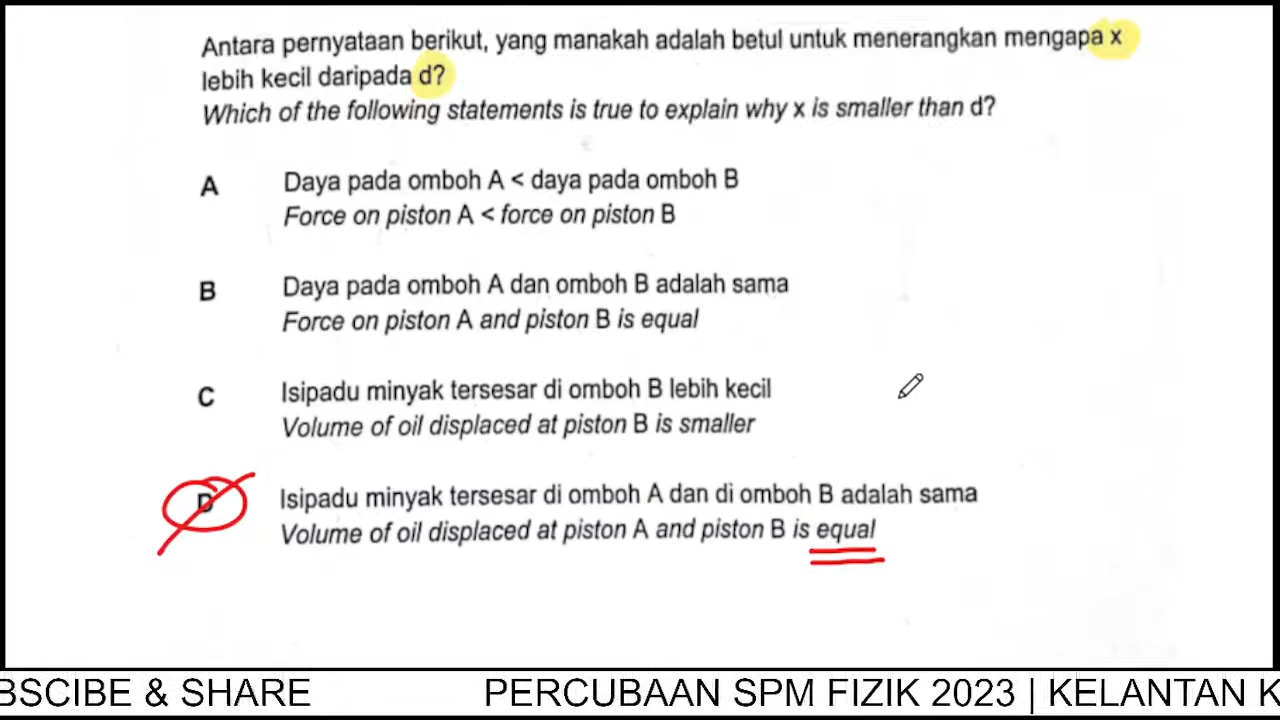 Antara pernyataan berikut, yang manakah adalah betul untuk menerangkan mengapa x
lebih kecil daripada d?
Which of the following statements is true to explain why x is smaller than d?
A Daya pada omboh A < daya pada omboh B
Force on piston A < force on piston B
B Daya pada omboh A dan omboh B adalah sama
Force on piston A and piston B is equal
C Isipadu minyak tersesar di omboh B lebih kecil
Volume of oil displaced at piston B is smaller
D Isipadu minyak tersesar di omboh A dan di omboh B adalah sama
Volume of oil displaced at piston A and piston B is equal
BSCIBE & SHARE PERCUBAAN SPM FIZIK 2023 | KELANTAN K